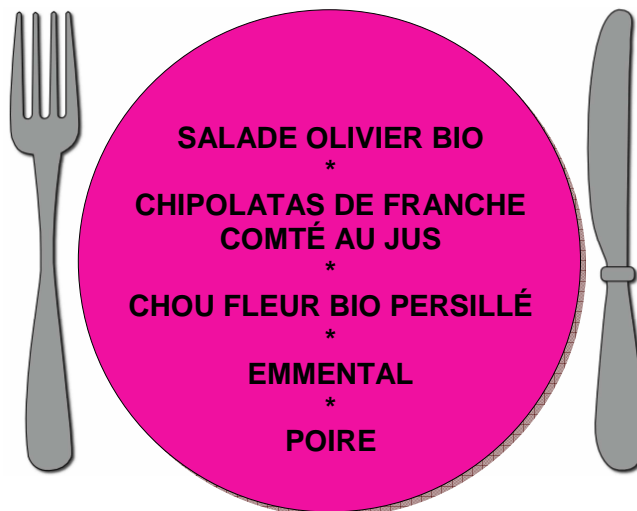 SALADE OLIVIER BIO
*
CHIPOLATAS DE FRANCHE
COMTÉ AU JUS
*
CHOU FLEUR BIO PERSILLÉ
*
EMMENTAL
*
POIRE